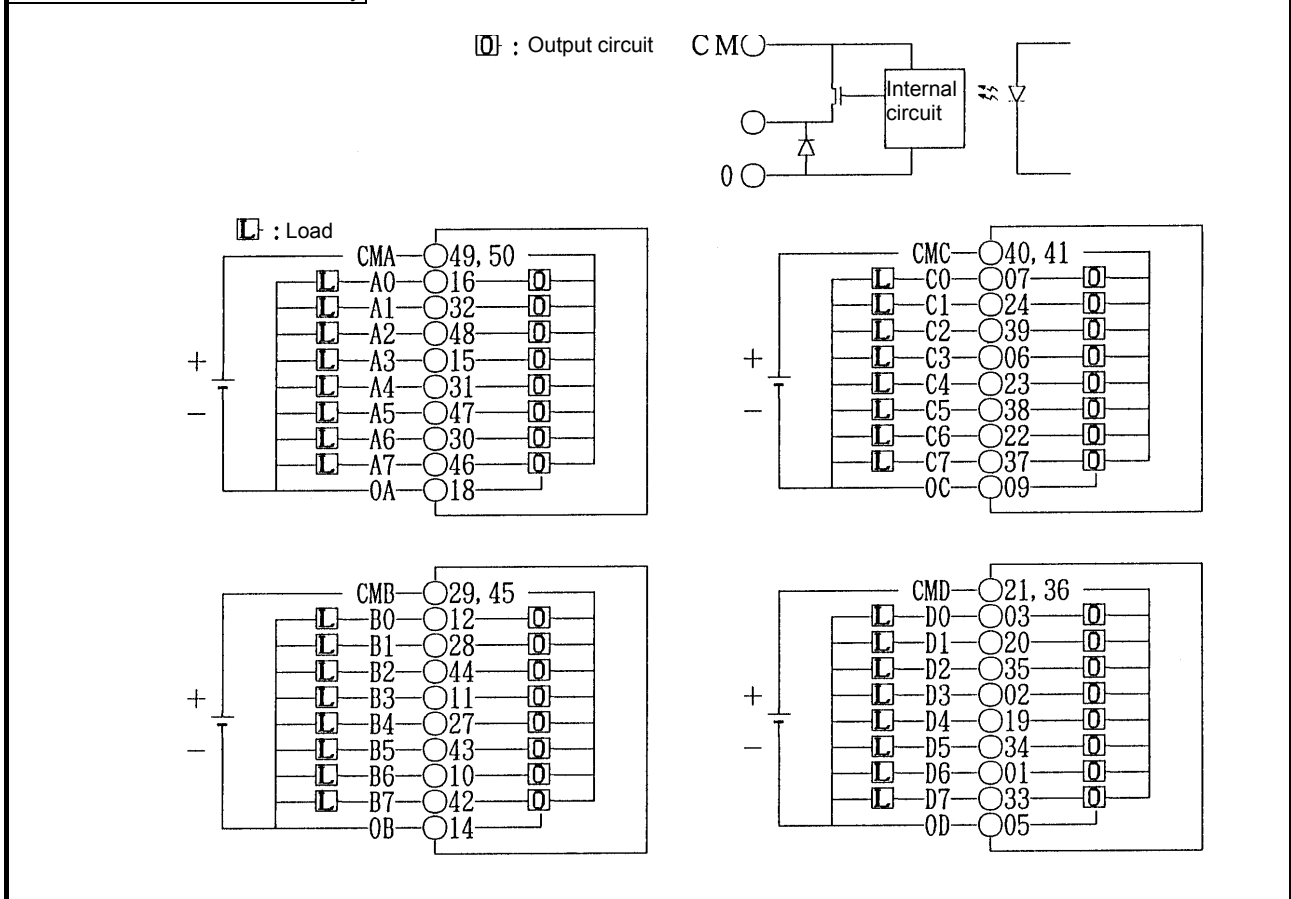 O : Output circuit
CM
Internal
circuit
0
L : Load
CMA 49, 50
L A0 16 O
L A1 32 O
L A2 48 O
L A3 15 O
L A4 31 O
L A5 47 O
L A6 30 O
L A7 46 O
0A 18
+
−
CMC 40, 41
L C0 07 O
L C1 24 O
L C2 39 O
L C3 06 O
L C4 23 O
L C5 38 O
L C6 22 O
L C7 37 O
0C 09
+
−
CMB 29, 45
L B0 12 O
L B1 28 O
L B2 44 O
L B3 11 O
L B4 27 O
L B5 43 O
L B6 10 O
L B7 42 O
0B 14
+
−
CMD 21, 36
L D0 03 O
L D1 20 O
L D2 35 O
L D3 02 O
L D4 19 O
L D5 34 O
L D6 01 O
L D7 33 O
0D 05
+
−